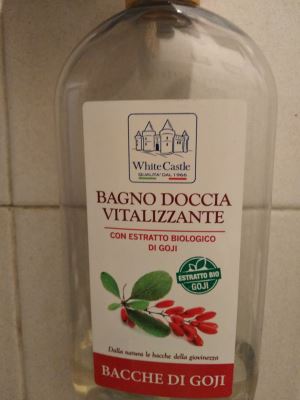 White Castle
QUALITA' DAL 1966
BAGNO DOCCIA
VITALIZZANTE
CON ESTRATTO BIOLOGICO
DI GOJI
ESTRATTO BIO
GOJI
Dalla natura le bacche della giovinezza
BACCHE DI GOJI